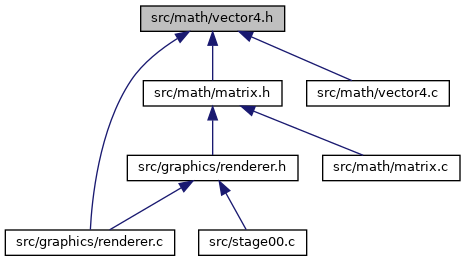 src/math/vector4.h
src/math/matrix.h
src/math/vector4.c
src/graphics/renderer.h
src/math/matrix.c
src/graphics/renderer.c
src/stage00.c